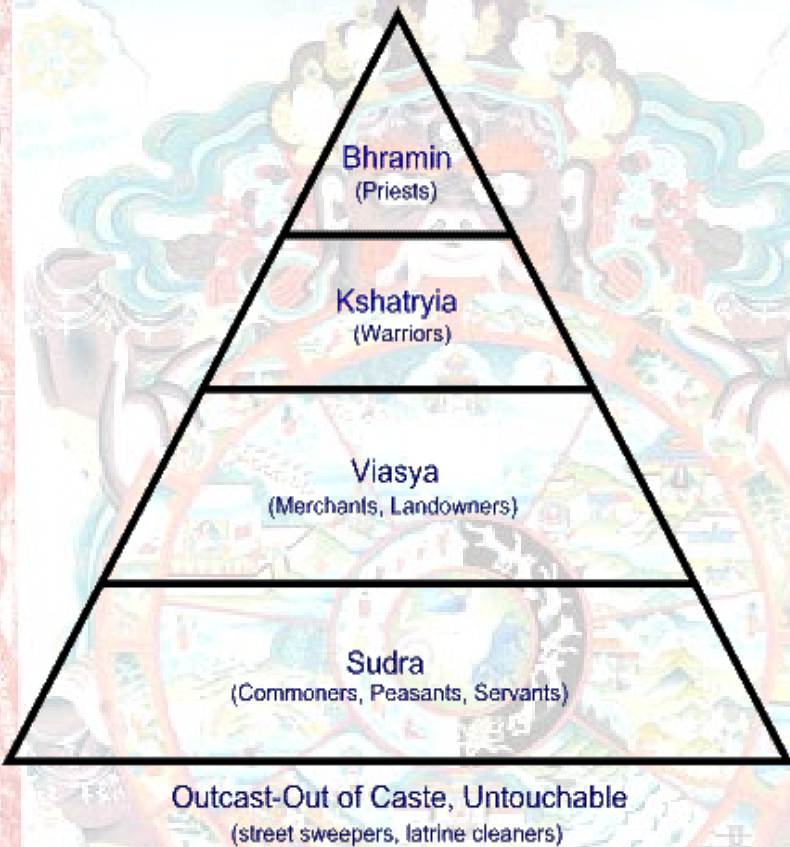 Bhramin
(Priests)
Kshatryia
(Warriors)
Viasya
(Merchants, Landowners)
Sudra
(Commoners, Peasants, Servants)
Outcast-Out of Caste, Untouchable
(street sweepers, latrine cleaners)